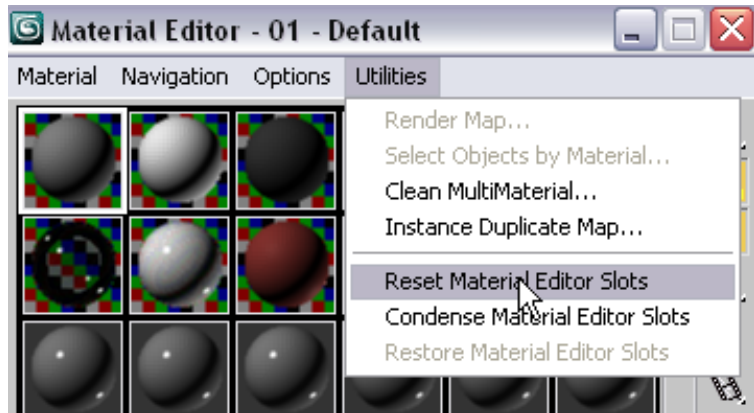 Material Editor - 01 - Default
Material Navigation Options Utilities
Render Map...
Select Objects by Material...
Clean MultiMaterial...
Instance Duplicate Map...
Reset Material Editor Slots
Condense Material Editor Slots
Restore Material Editor Slots